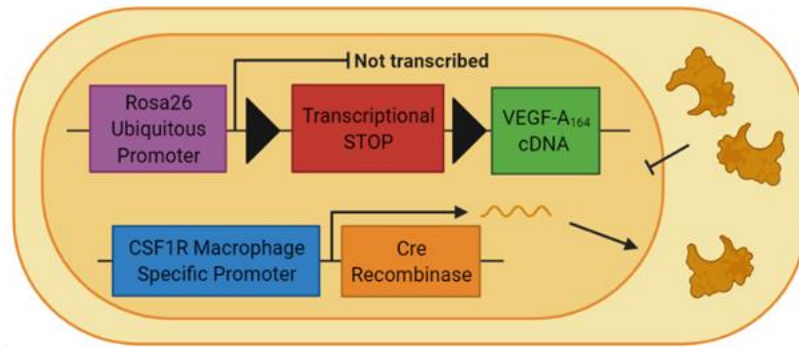 Not transcribed
Rosa26
Ubiquitous
Promoter
Transcriptional
STOP
VEGF-A₁₆₄
cDNA
CSF1R Macrophage
Specific Promoter
Cre
Recombinase